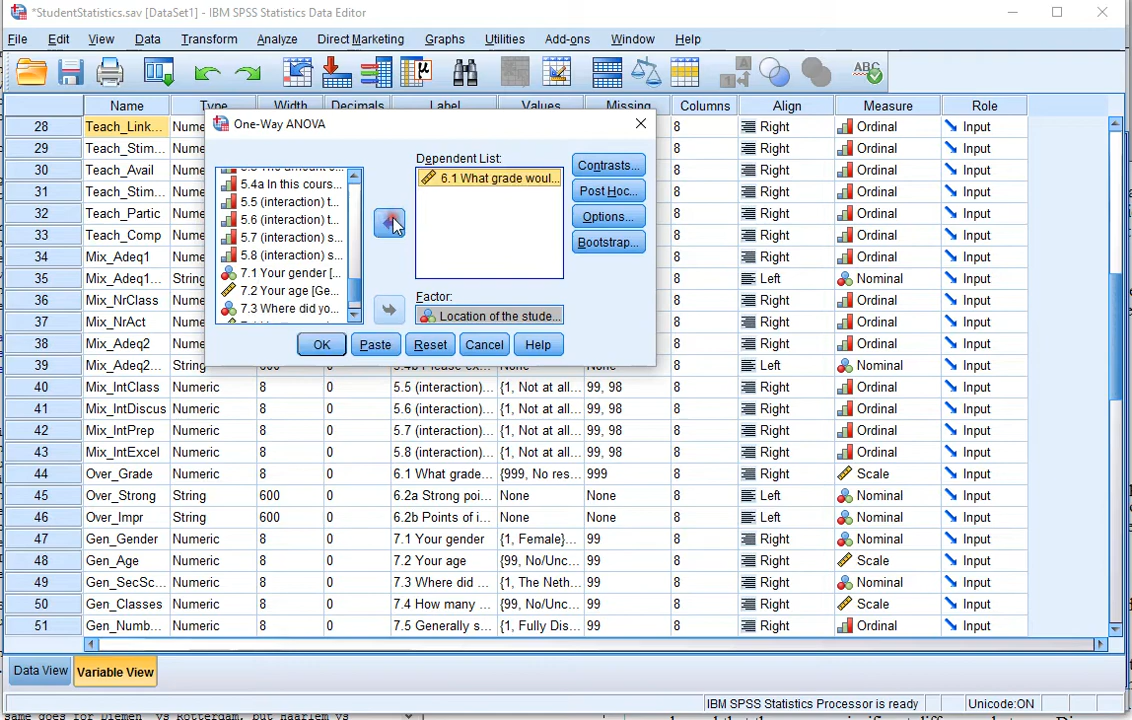 *StudentStatistics.sav [DataSet1] - IBM SPSS Statistics Data Editor
File Edit View Data Transform Analyze Direct Marketing Graphs Utilities Add-ons Window Help
Name Type Width Decimals Label Values Missing Columns Align Measure Role
One-Way ANOVA
Dependent List:
6.1 What grade woul...
Contrasts...
Post Hoc...
Options...
Bootstrap...
5.4a In this cours...
5.5 (interaction) t...
5.6 (interaction) t...
5.7 (interaction) s...
5.8 (interaction) s...
7.1 Your gender [...
7.2 Your age [Ge...
7.3 Where did yo...
Factor:
Location of the stude...
OK Paste Reset Cancel Help
28 Teach_Link... Nume 8 Right Ordinal Input
29 Teach_Stim... Nume 8 Right Ordinal Input
30 Teach_Avail Nume 8 Right Ordinal Input
31 Teach_Stim... Nume 8 Right Ordinal Input
32 Teach_Partic Nume 8 Right Ordinal Input
33 Teach_Comp Nume 8 Right Ordinal Input
34 Mix_Adeq1 Nume 8 Right Ordinal Input
35 Mix_Adeq1... String 8 Left Nominal Input
36 Mix_NrClass Nume 8 Right Ordinal Input
37 Mix_NrAct Nume 8 Right Ordinal Input
38 Mix_Adeq2 Nume 8 Right Ordinal Input
39 Mix_Adeq2... String 600 0 5.4b Please ex... None None 8 Left Nominal Input
40 Mix_IntClass Numeric 8 0 5.5 (interaction)... {1, Not at all... 99, 98 8 Right Ordinal Input
41 Mix_IntDiscus Numeric 8 0 5.6 (interaction)... {1, Not at all... 99, 98 8 Right Ordinal Input
42 Mix_IntPrep Numeric 8 0 5.7 (interaction)... {1, Not at all... 99, 98 8 Right Ordinal Input
43 Mix_IntExcel Numeric 8 0 5.8 (interaction)... {1, Not at all... 99, 98 8 Right Ordinal Input
44 Over_Grade Numeric 8 0 6.1 What grade... {999, No res... 999 8 Right Scale Input
45 Over_Strong String 600 0 6.2a Strong poi... None None 8 Left Nominal Input
46 Over_Impr String 600 0 6.2b Points of i... None None 8 Left Nominal Input
47 Gen_Gender Numeric 8 0 7.1 Your gender {1, Female}... 99 8 Right Nominal Input
48 Gen_Age Numeric 8 0 7.2 Your age {99, No/Unc... 99 8 Right Scale Input
49 Gen_SecSc... Numeric 8 0 7.3 Where did ... {1, The Neth... 99 8 Right Nominal Input
50 Gen_Classes Numeric 8 0 7.4 How many ... {99, No/Unc... 99 8 Right Scale Input
51 Gen_Numb... Numeric 8 0 7.5 Generally s... {1, Fully Dis... 99 8 Right Ordinal Input
Data View Variable View
IBM SPSS Statistics Processor is ready Unicode:ON